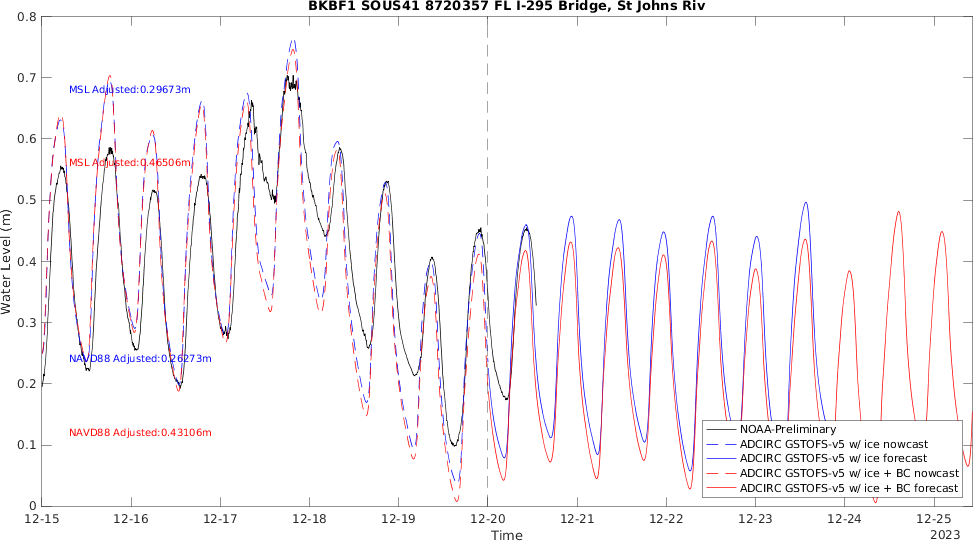 BKBF1 SOUS41 8720357 FL I-295 Bridge, St Johns Riv
0.8
0.7
0.6
0.5
0.4
0.3
0.2
0.1
0
Water Level (m)
MSL Adjusted:0.29673m
MSL Adjusted:0.46506m
NAVD88 Adjusted:0.26273m
NAVD88 Adjusted:0.43106m
NOAA-Preliminary
ADCIRC GSTOFS-v5 w/ ice nowcast
ADCIRC GSTOFS-v5 w/ ice forecast
ADCIRC GSTOFS-v5 w/ ice + BC nowcast
ADCIRC GSTOFS-v5 w/ ice + BC forecast
12-15 12-16 12-17 12-18 12-19 12-20 12-21 12-22 12-23 12-24 12-25
Time
2023